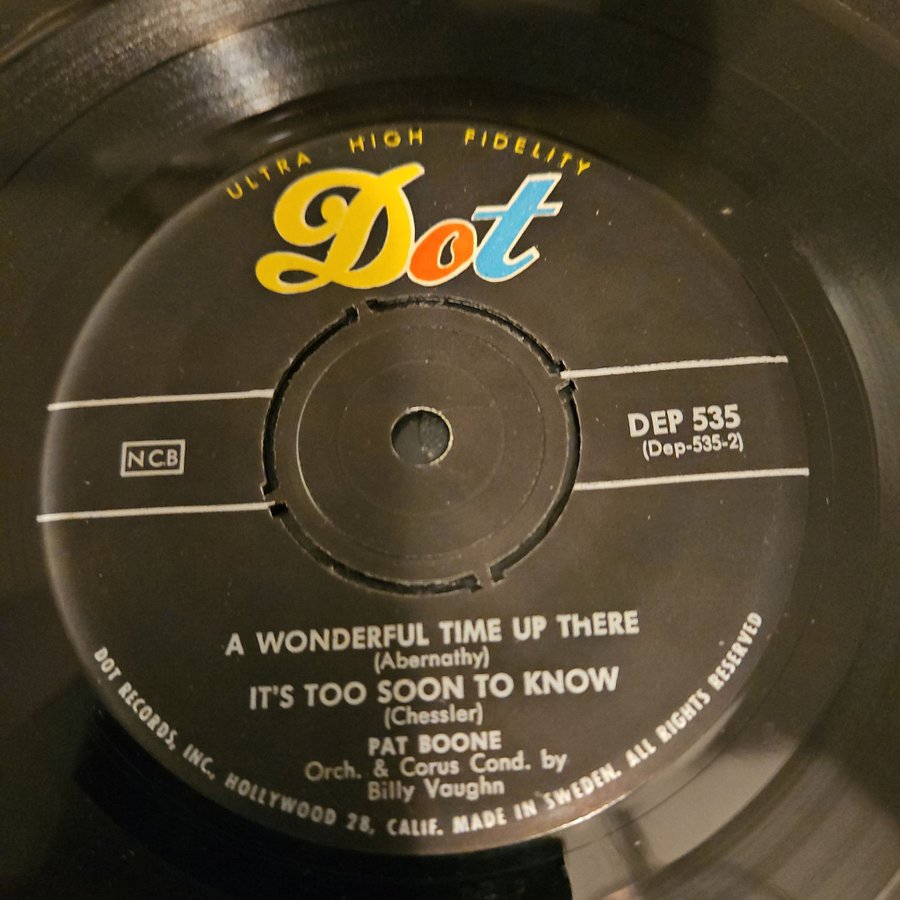 ULTRA HIGH FIDELITY
Dot
NCB
DEP 535
(Dep-535-2)
A WONDERFUL TIME UP THERE
(Abernathy)
IT'S TOO SOON TO KNOW
(Chessler)
PAT BOONE
Orch. & Corus Cond. by
Billy Vaughn
DOT RECORDS, INC., HOLLYWOOD 28, CALIF. MADE IN SWEDEN. ALL RIGHTS RESERVED